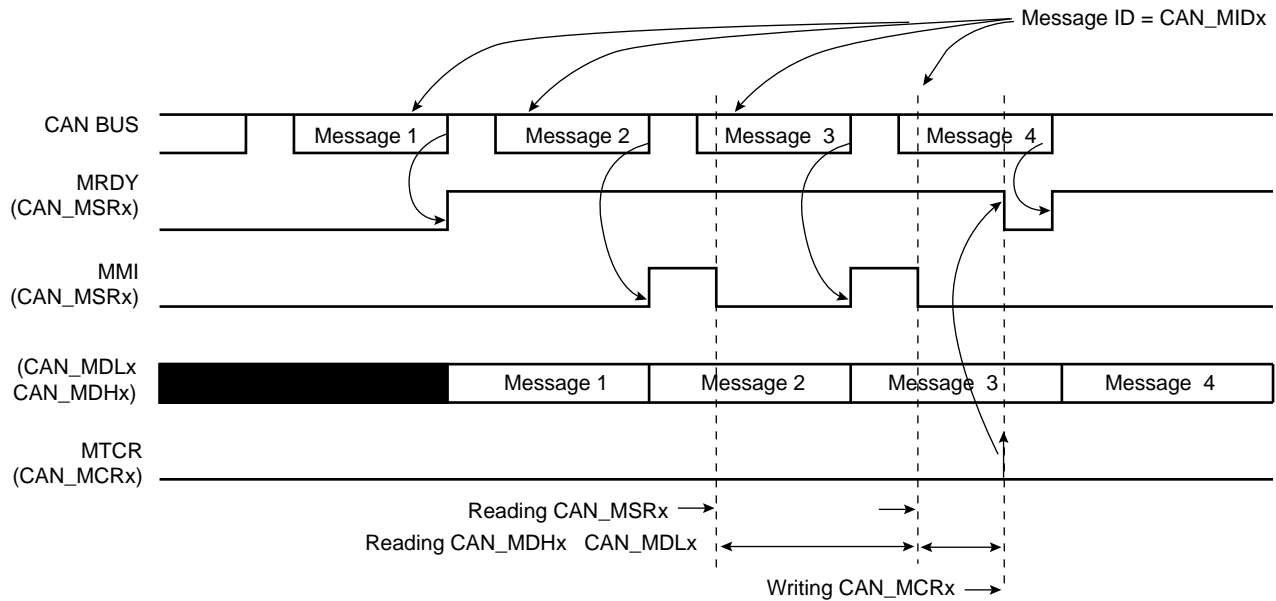 Message ID = CAN_MIDx
CAN BUS
Message 1
Message 2
Message 3
Message 4
MRDY
(CAN_MSRx)
MMI
(CAN_MSRx)
(CAN_MDLx
CAN_MDHx)
Message 1
Message 2
Message 3
Message 4
MTCR
(CAN_MCRx)
Reading CAN_MSRx
Reading CAN_MDHx CAN_MDLx
Writing CAN_MCRx